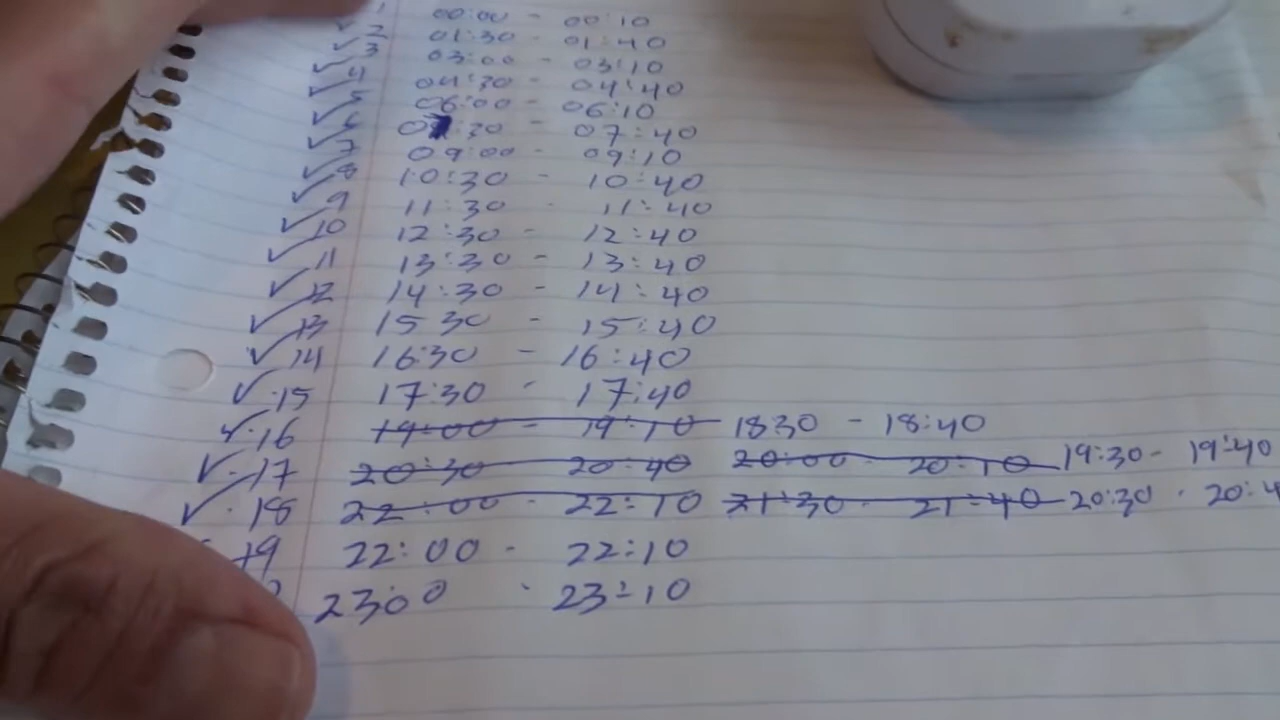 1 00:00 - 00:10
2 01:30 - 01:40
3 03:00 - 03:10
4 04:30 - 04:40
5 06:00 - 06:10
6 07:30 - 07:40
7 09:00 - 09:10
8 10:30 - 10:40
9 11:30 - 11:40
10 12:30 - 12:40
11 13:30 - 13:40
12 14:30 - 14:40
13 15 30 - 15:40
14 16:30 - 16:40
15 17:30 - 17:40
16 19:00 - 19:10 18 30 - 18:40
17 20:30 20:40 20:00 - 20:10 19:30 - 19:40
18 22:00 - 22:10 21:30 - 21:40 20:30 - 20:4
19 22:00 - 22:10
23:00 - 23:10